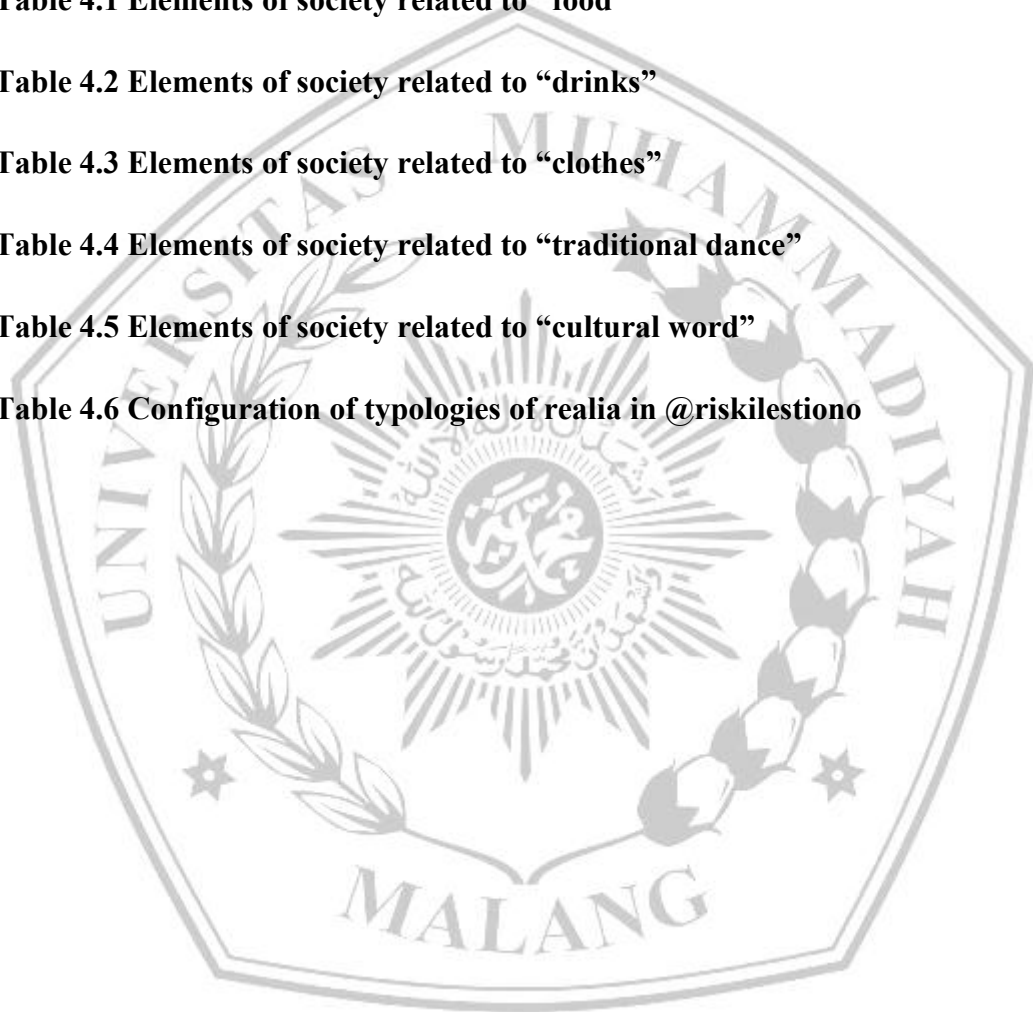 Table 4.1 Elements of society related to “food”
Table 4.2 Elements of society related to “drinks”
Table 4.3 Elements of society related to “clothes”
Table 4.4 Elements of society related to “traditional dance”
Table 4.5 Elements of society related to “cultural word”
Table 4.6 Configuration of typologies of realia in @riskilestiono
UNIVERSITAS MUHAMMADIYAH
MALANG